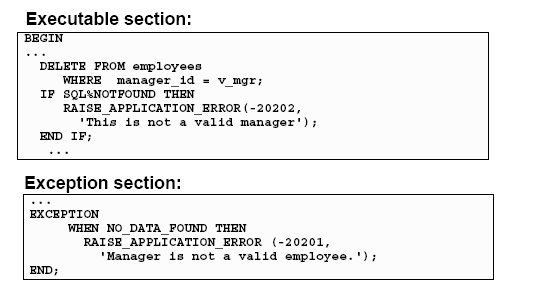 Executable section:
BEGIN
...
DELETE FROM employees
WHERE manager_id = v_mgr;
IF SQL%NOTFOUND THEN
RAISE_APPLICATION_ERROR(-20202,
'This is not a valid manager');
END IF;
...
Exception section:
...
EXCEPTION
WHEN NO_DATA_FOUND THEN
RAISE_APPLICATION_ERROR (-20201,
'Manager is not a valid employee.');
END;